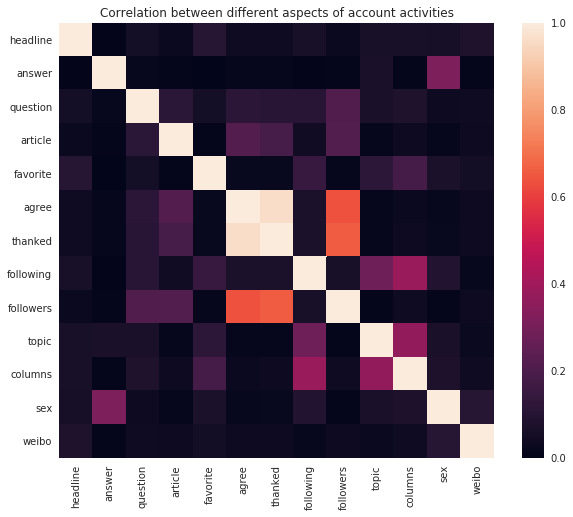 Correlation between different aspects of account activities
headline
answer
question
article
favorite
agree
thanked
following
followers
topic
columns
sex
weibo
headline
answer
question
article
favorite
agree
thanked
following
followers
topic
columns
sex
weibo
1.0
0.8
0.6
0.4
0.2
0.0